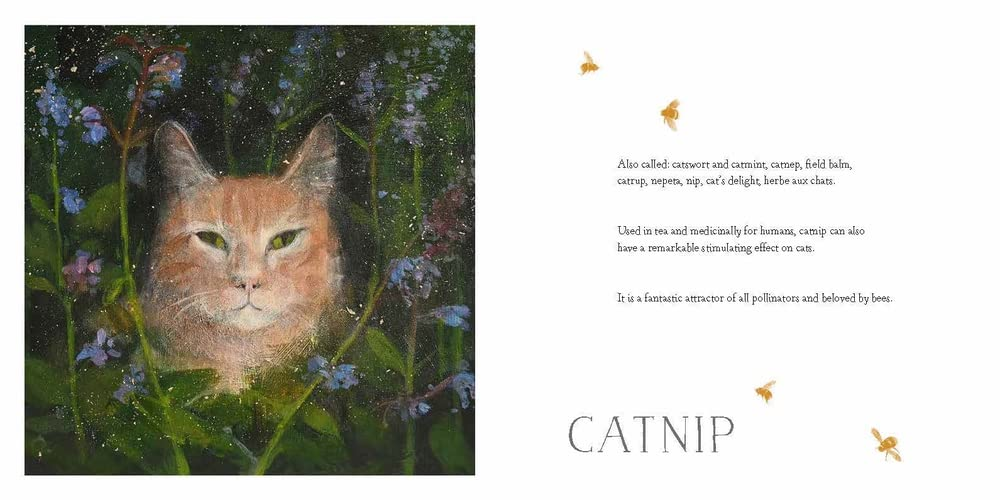 Also called: catswort and catmint, catnep, field balm,
catrup, nepeta, nip, cat's delight, herbe aux chats.
Used in tea and medicinally for humans, catnip can also
have a remarkable stimulating effect on cats.
It is a fantastic attractor of all pollinators and beloved by bees.
CATNIP